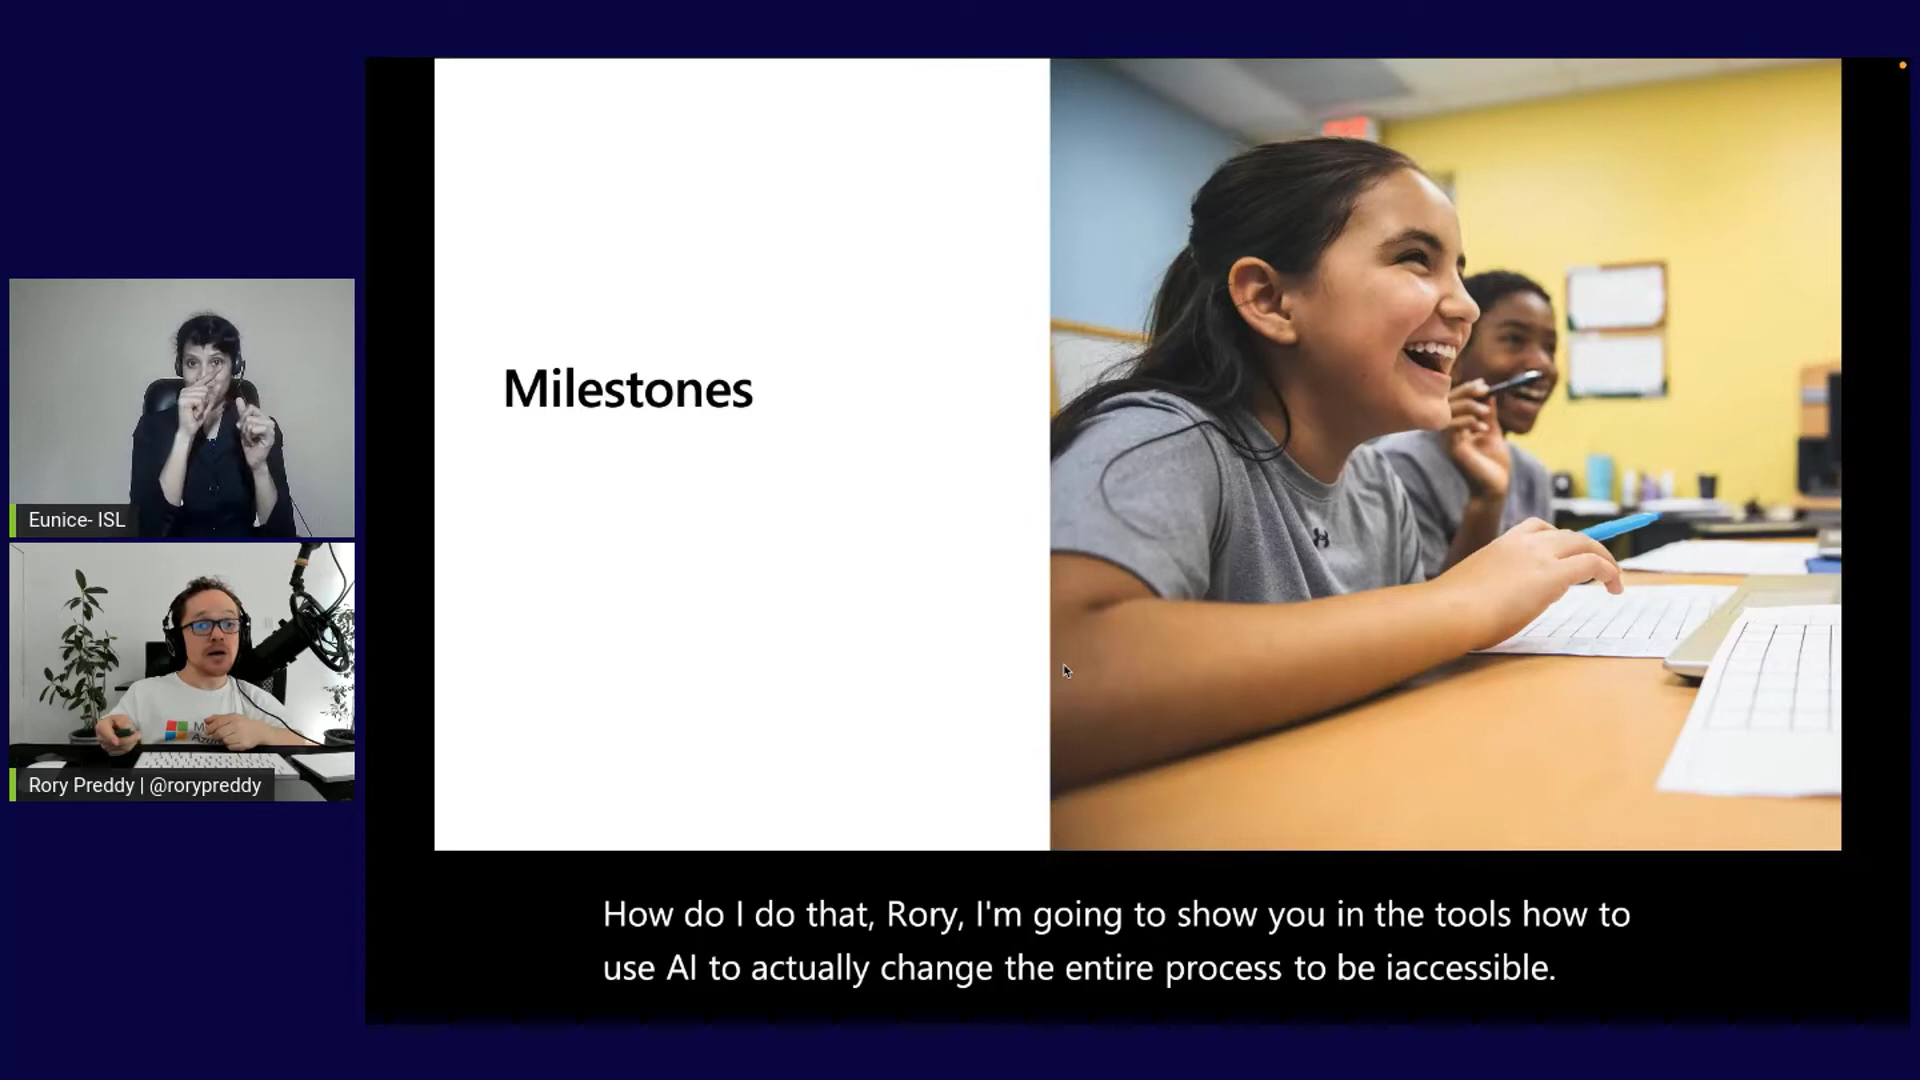 Milestones
Eunice- ISL
Rory Preddy | @rorypreddy
How do I do that, Rory, I'm going to show you in the tools how to
use AI to actually change the entire process to be iaccessible.